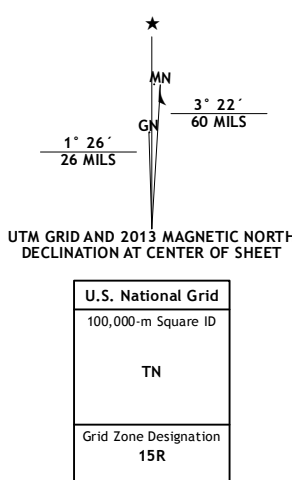 ★
MN
3° 22´
60 MILS
GN
1° 26´
26 MILS
UTM GRID AND 2013 MAGNETIC NORTH
DECLINATION AT CENTER OF SHEET
U.S. National Grid
100,000-m Square ID
TN
Grid Zone Designation
15R